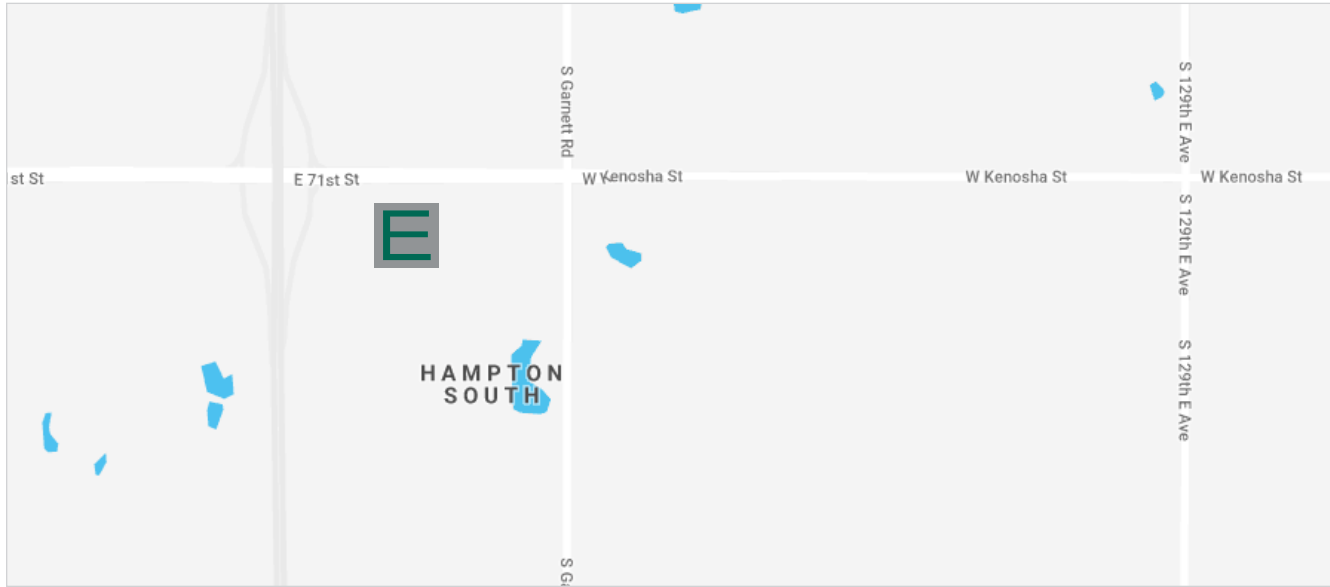 S Garnett Rd
S 129th E Ave
st St
E 71st St
W Kenosha St
W Kenosha St
W Kenosha St
E
S 129th E Ave
HAMPTON
SOUTH
S 129th E Ave
S Ga